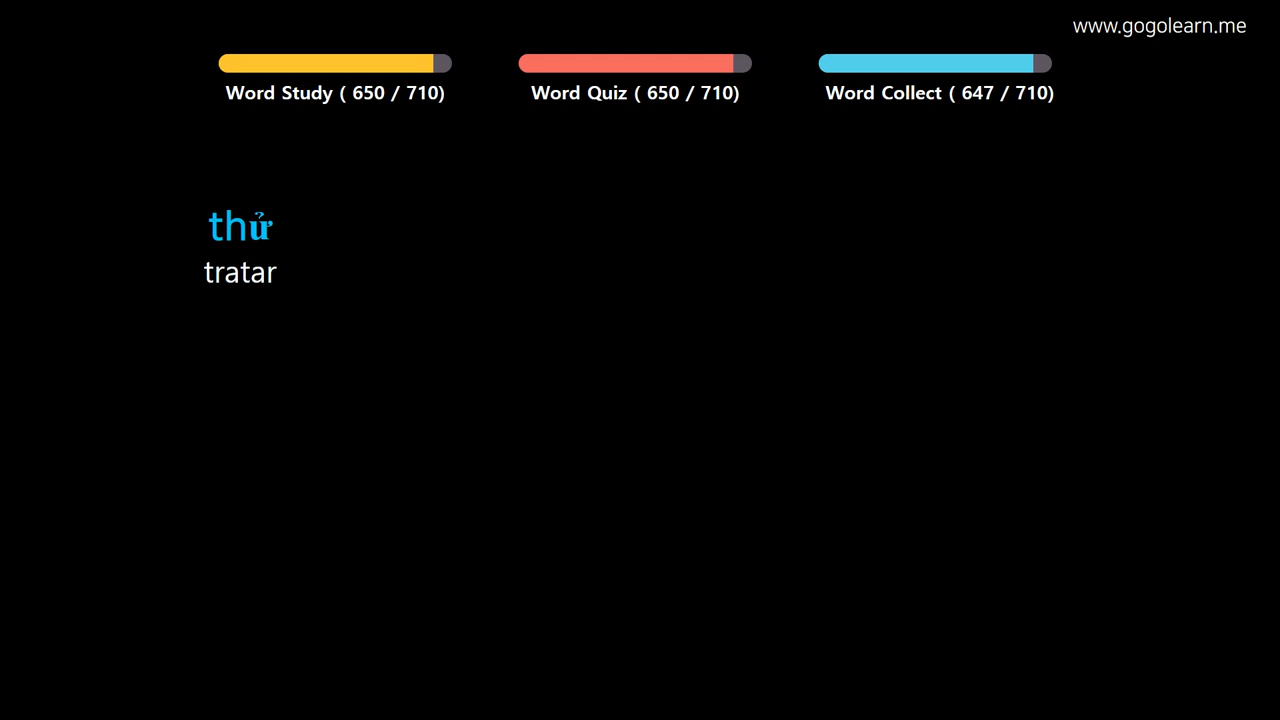 www.gogolearn.me
Word Study ( 650 / 710)
Word Quiz ( 650 / 710)
Word Collect ( 647 / 710)
thử
tratar